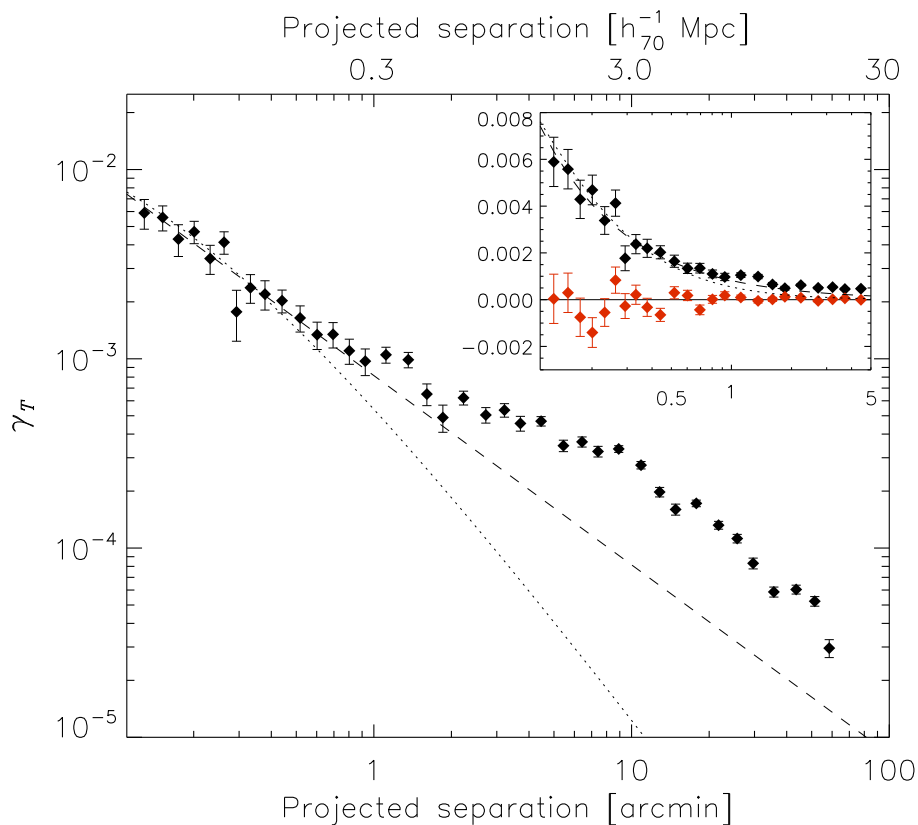 Projected separation [h₇₀⁻¹ Mpc]
0.3 3.0 30
10⁻²
10⁻³
10⁻⁴
10⁻⁵
γ_T
0.008
0.006
0.004
0.002
0.000
−0.002
0.5 1 5
1 10 100
Projected separation [arcmin]